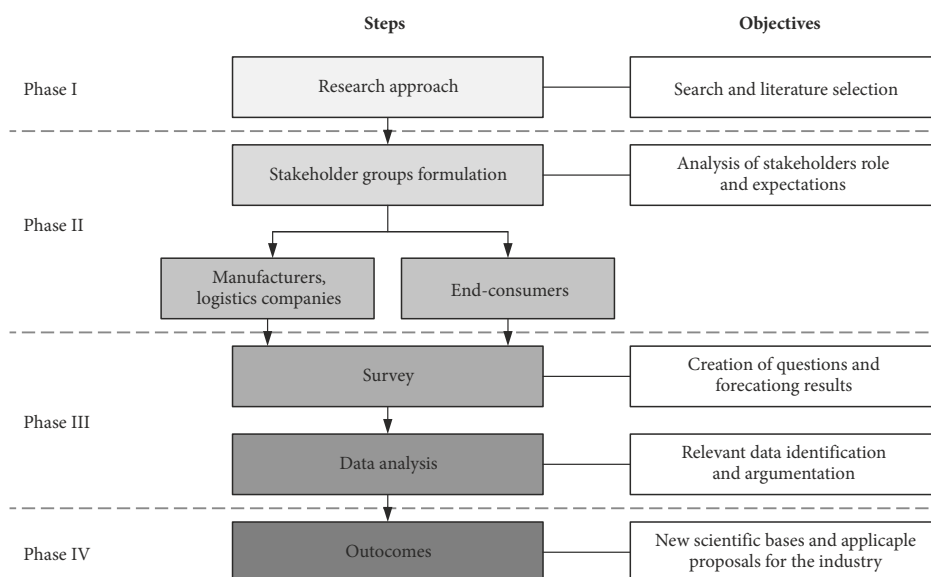 Steps
Objectives
Phase I
Research approach
Search and literature selection
Stakeholder groups formulation
Analysis of stakeholders role
and expectations
Phase II
Manufacturers,
logistics companies
End-consumers
Survey
Creation of questions and
forecationg results
Phase III
Data analysis
Relevant data identification
and argumentation
Phase IV
Outocomes
New scientific bases and applicaple
proposals for the industry